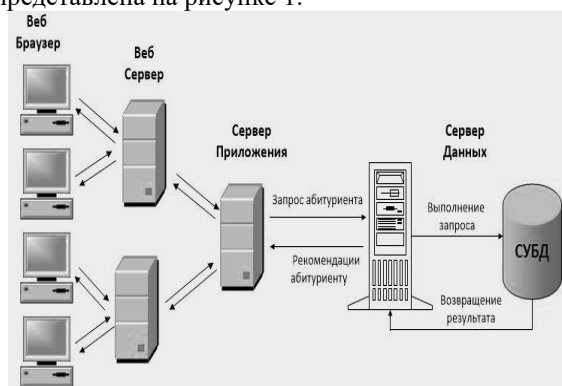 представлена на рисунке 1.
Веб
Браузер
Веб
Сервер
Сервер
Приложения
Сервер
Данных
Запрос абитуриента
Рекомендации
абитуриенту
Выполнение
запроса
СУБД
Возвращение
результата